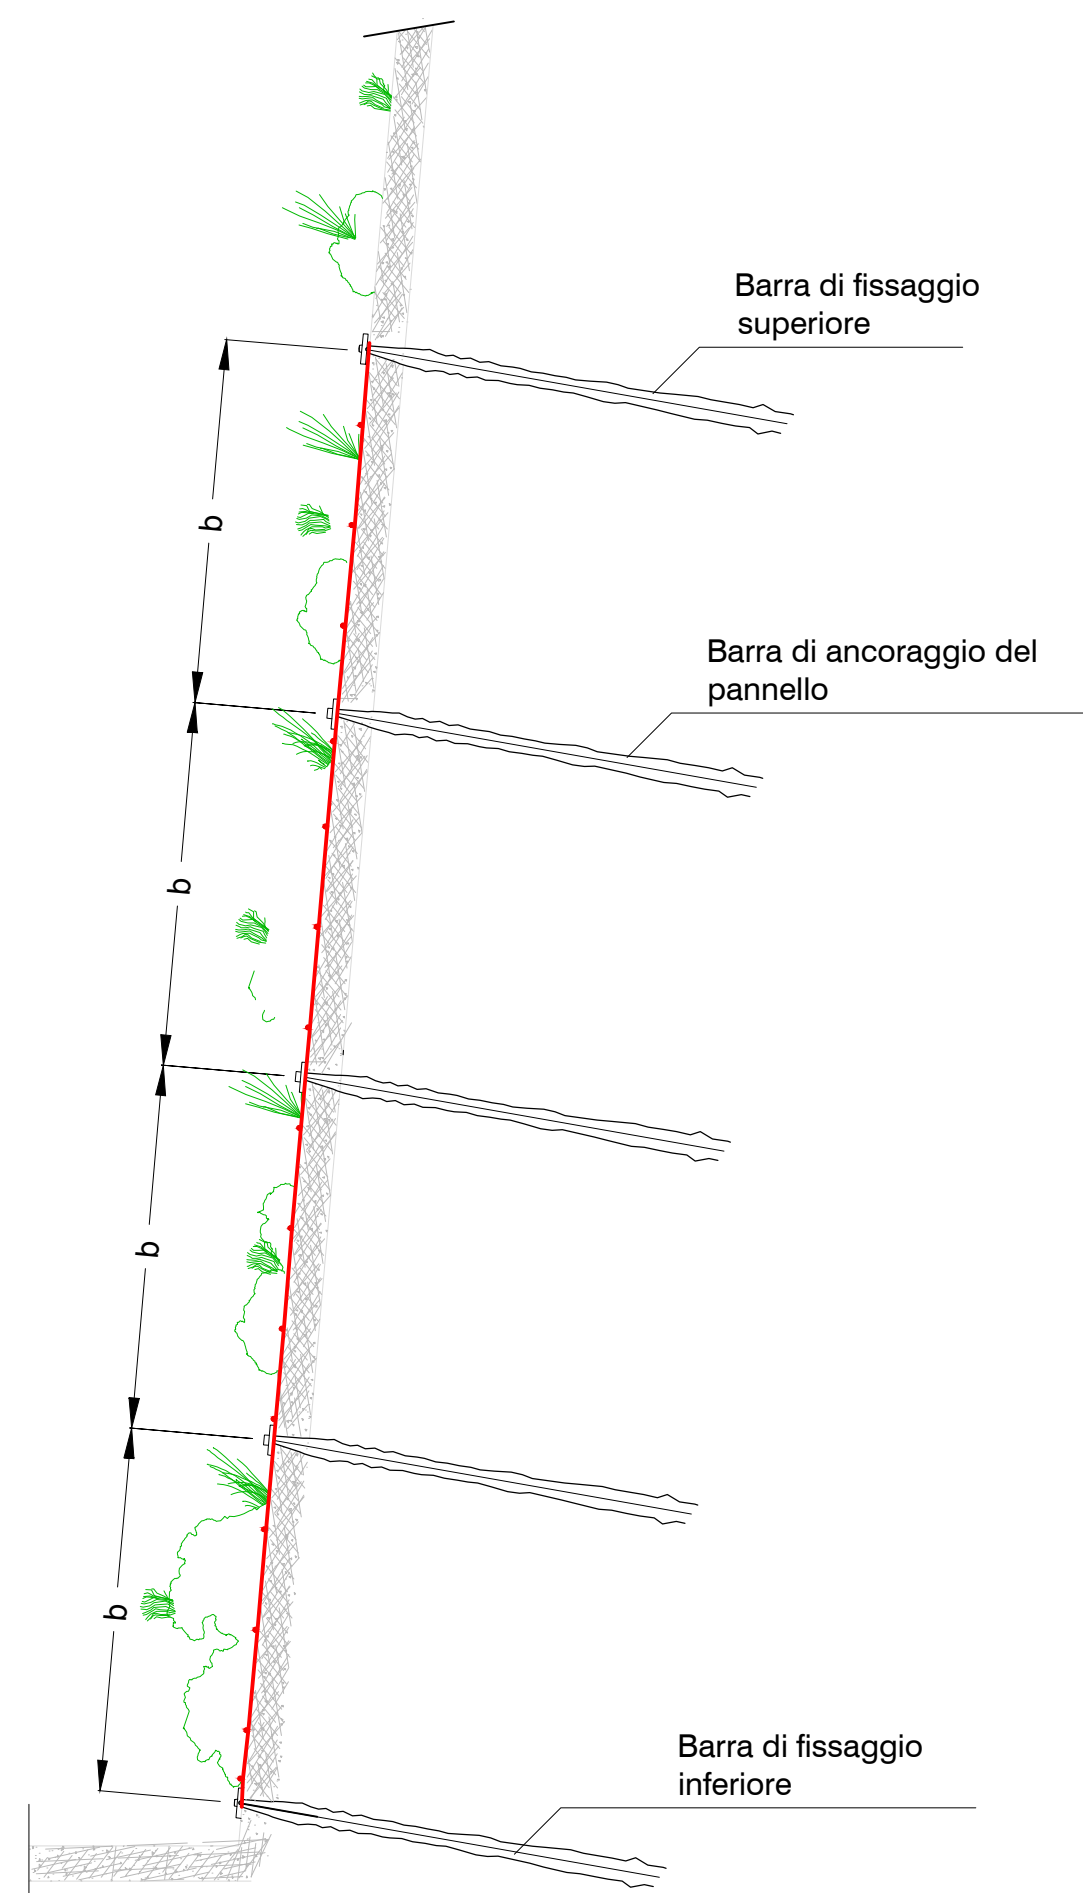 Barra di fissaggio
superiore
b
Barra di ancoraggio del
pannello
b
b
b
Barra di fissaggio
inferiore